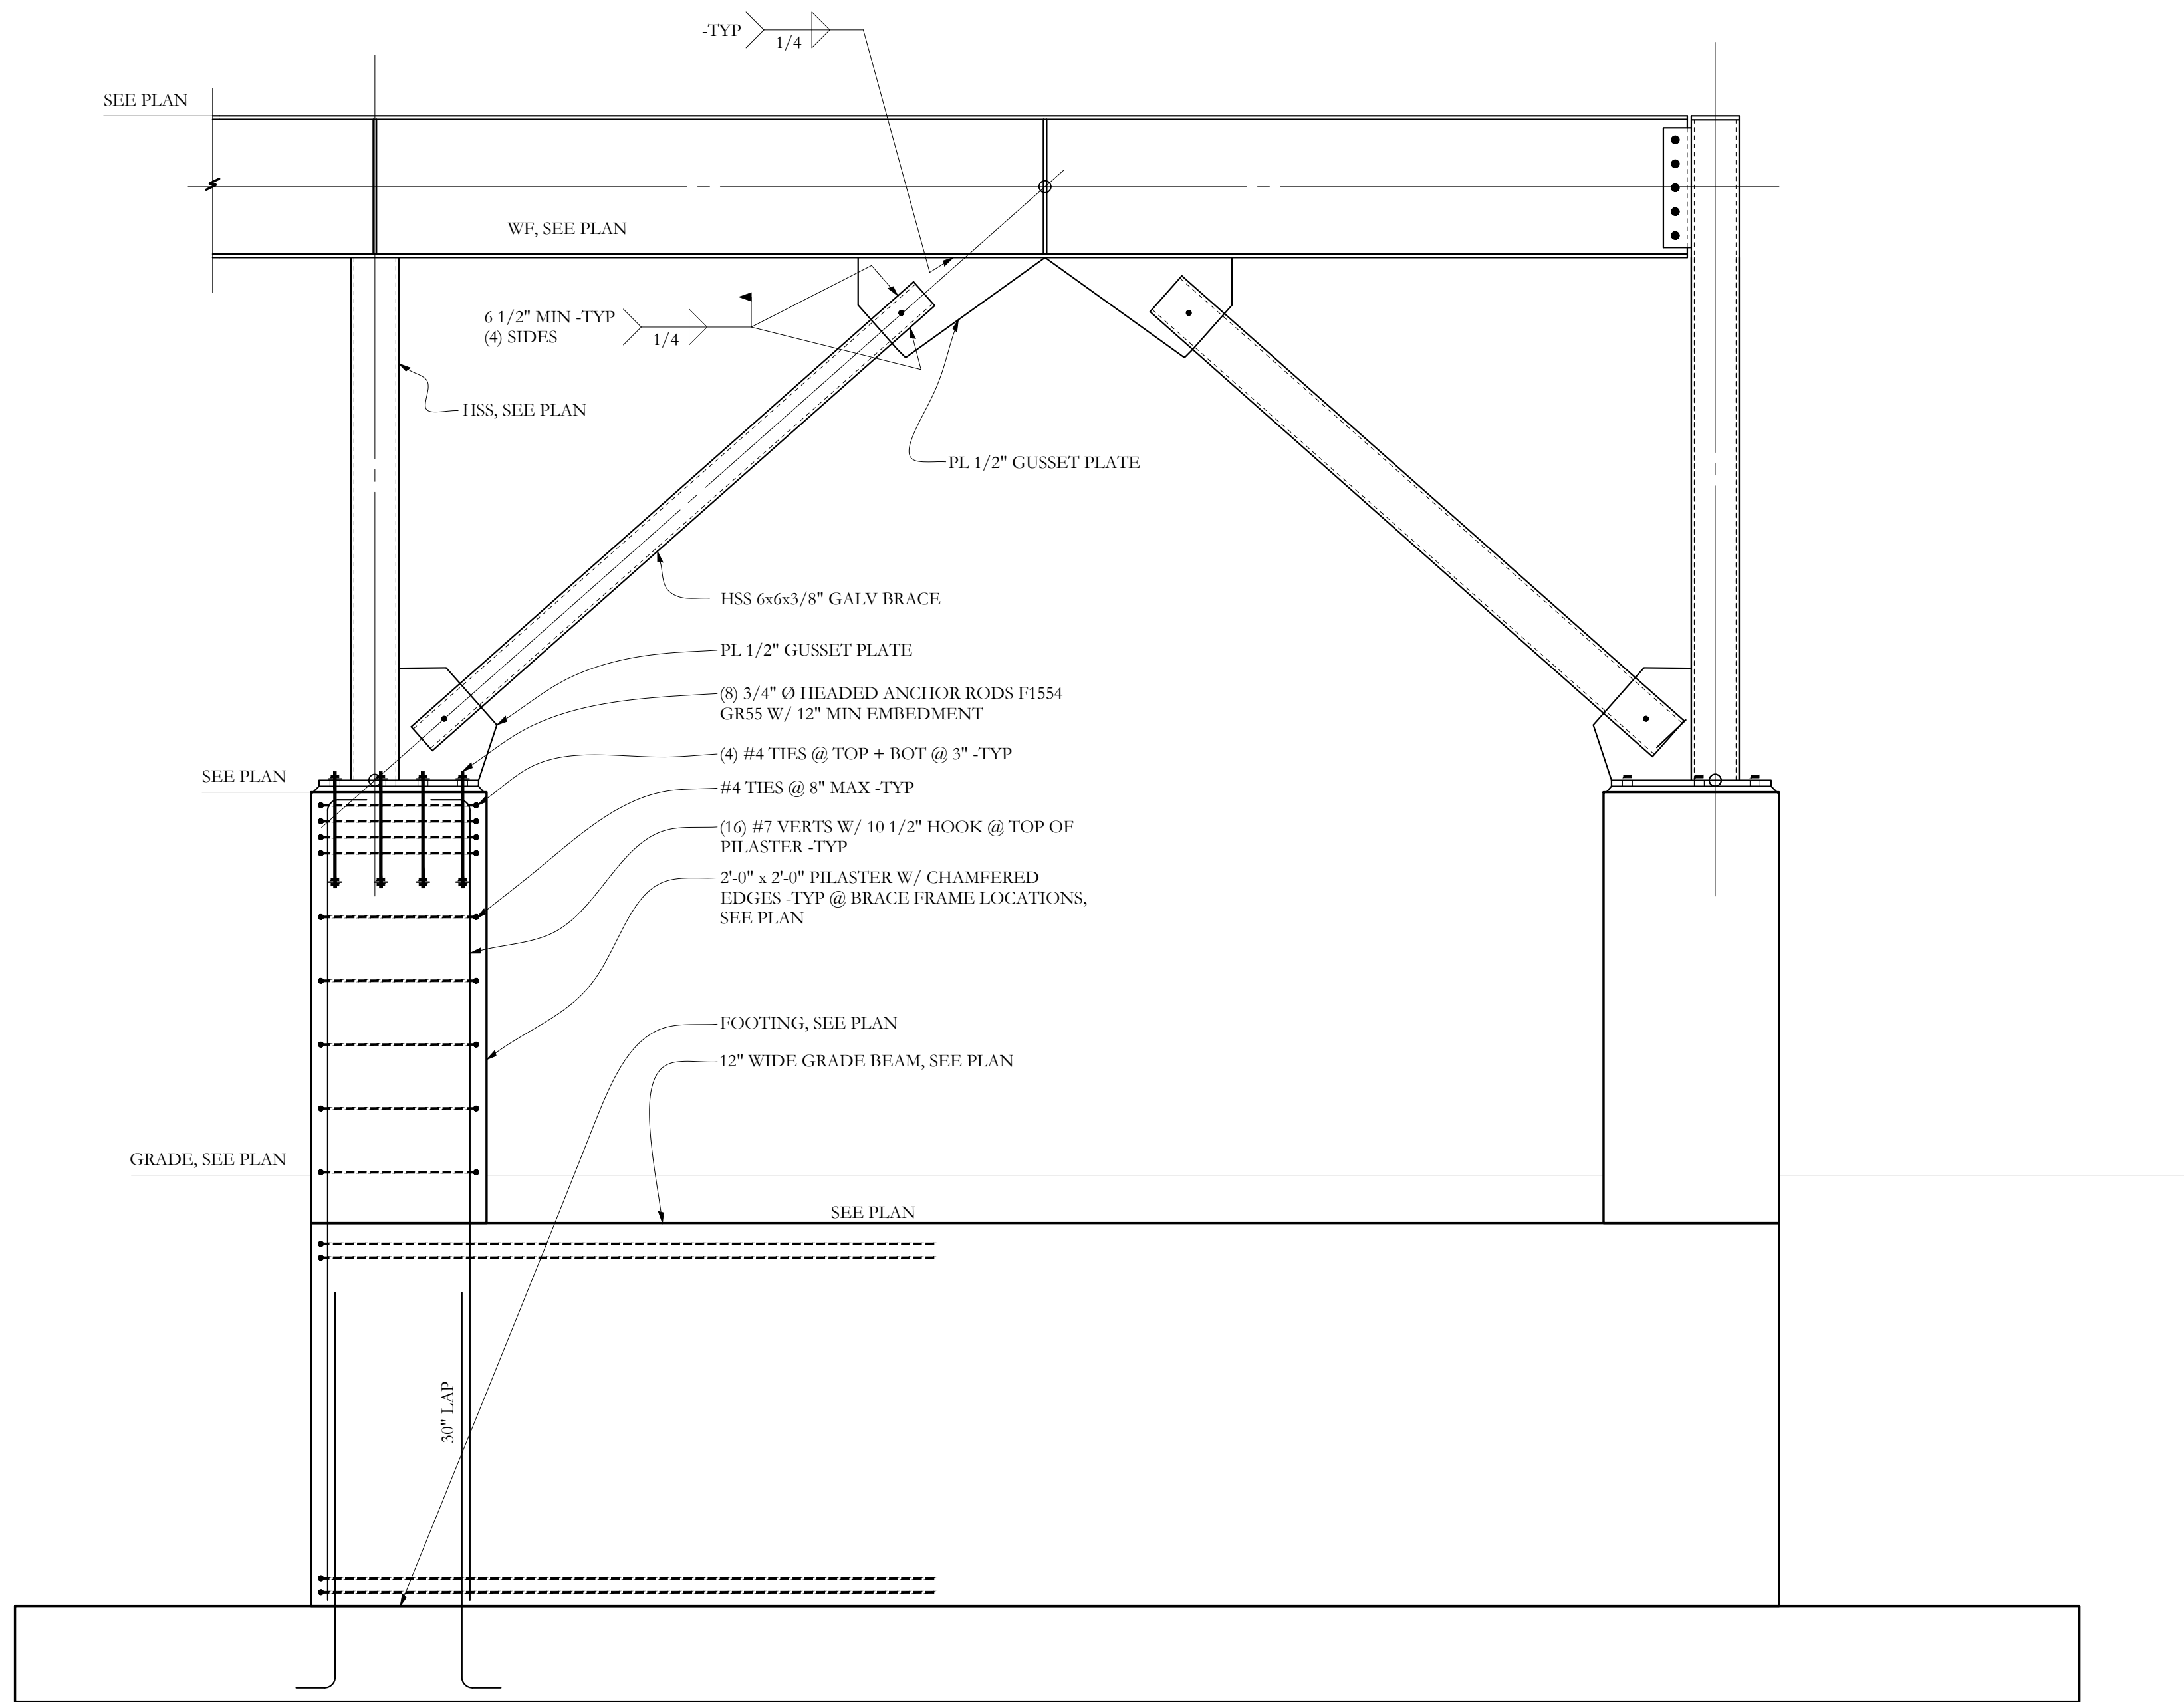 -TYP
1/4
SEE PLAN
WF, SEE PLAN
6 1/2" MIN -TYP
(4) SIDES
1/4
HSS, SEE PLAN
PL 1/2" GUSSET PLATE
HSS 6x6x3/8" GALV BRACE
PL 1/2" GUSSET PLATE
(8) 3/4" Ø HEADED ANCHOR RODS F1554
GR55 W/ 12" MIN EMBEDMENT
(4) #4 TIES @ TOP + BOT @ 3" -TYP
SEE PLAN
#4 TIES @ 8" MAX -TYP
(16) #7 VERTS W/ 10 1/2" HOOK @ TOP OF
PILASTER -TYP
2'-0" x 2'-0" PILASTER W/ CHAMFERED
EDGES -TYP @ BRACE FRAME LOCATIONS,
SEE PLAN
FOOTING, SEE PLAN
12" WIDE GRADE BEAM, SEE PLAN
GRADE, SEE PLAN
SEE PLAN
30" LAP